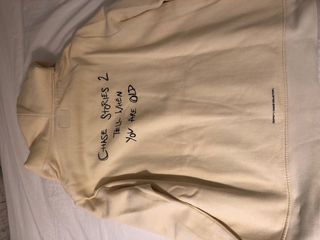 CHASE STORIES 2
TELL WHEN
YOU ARE OLD